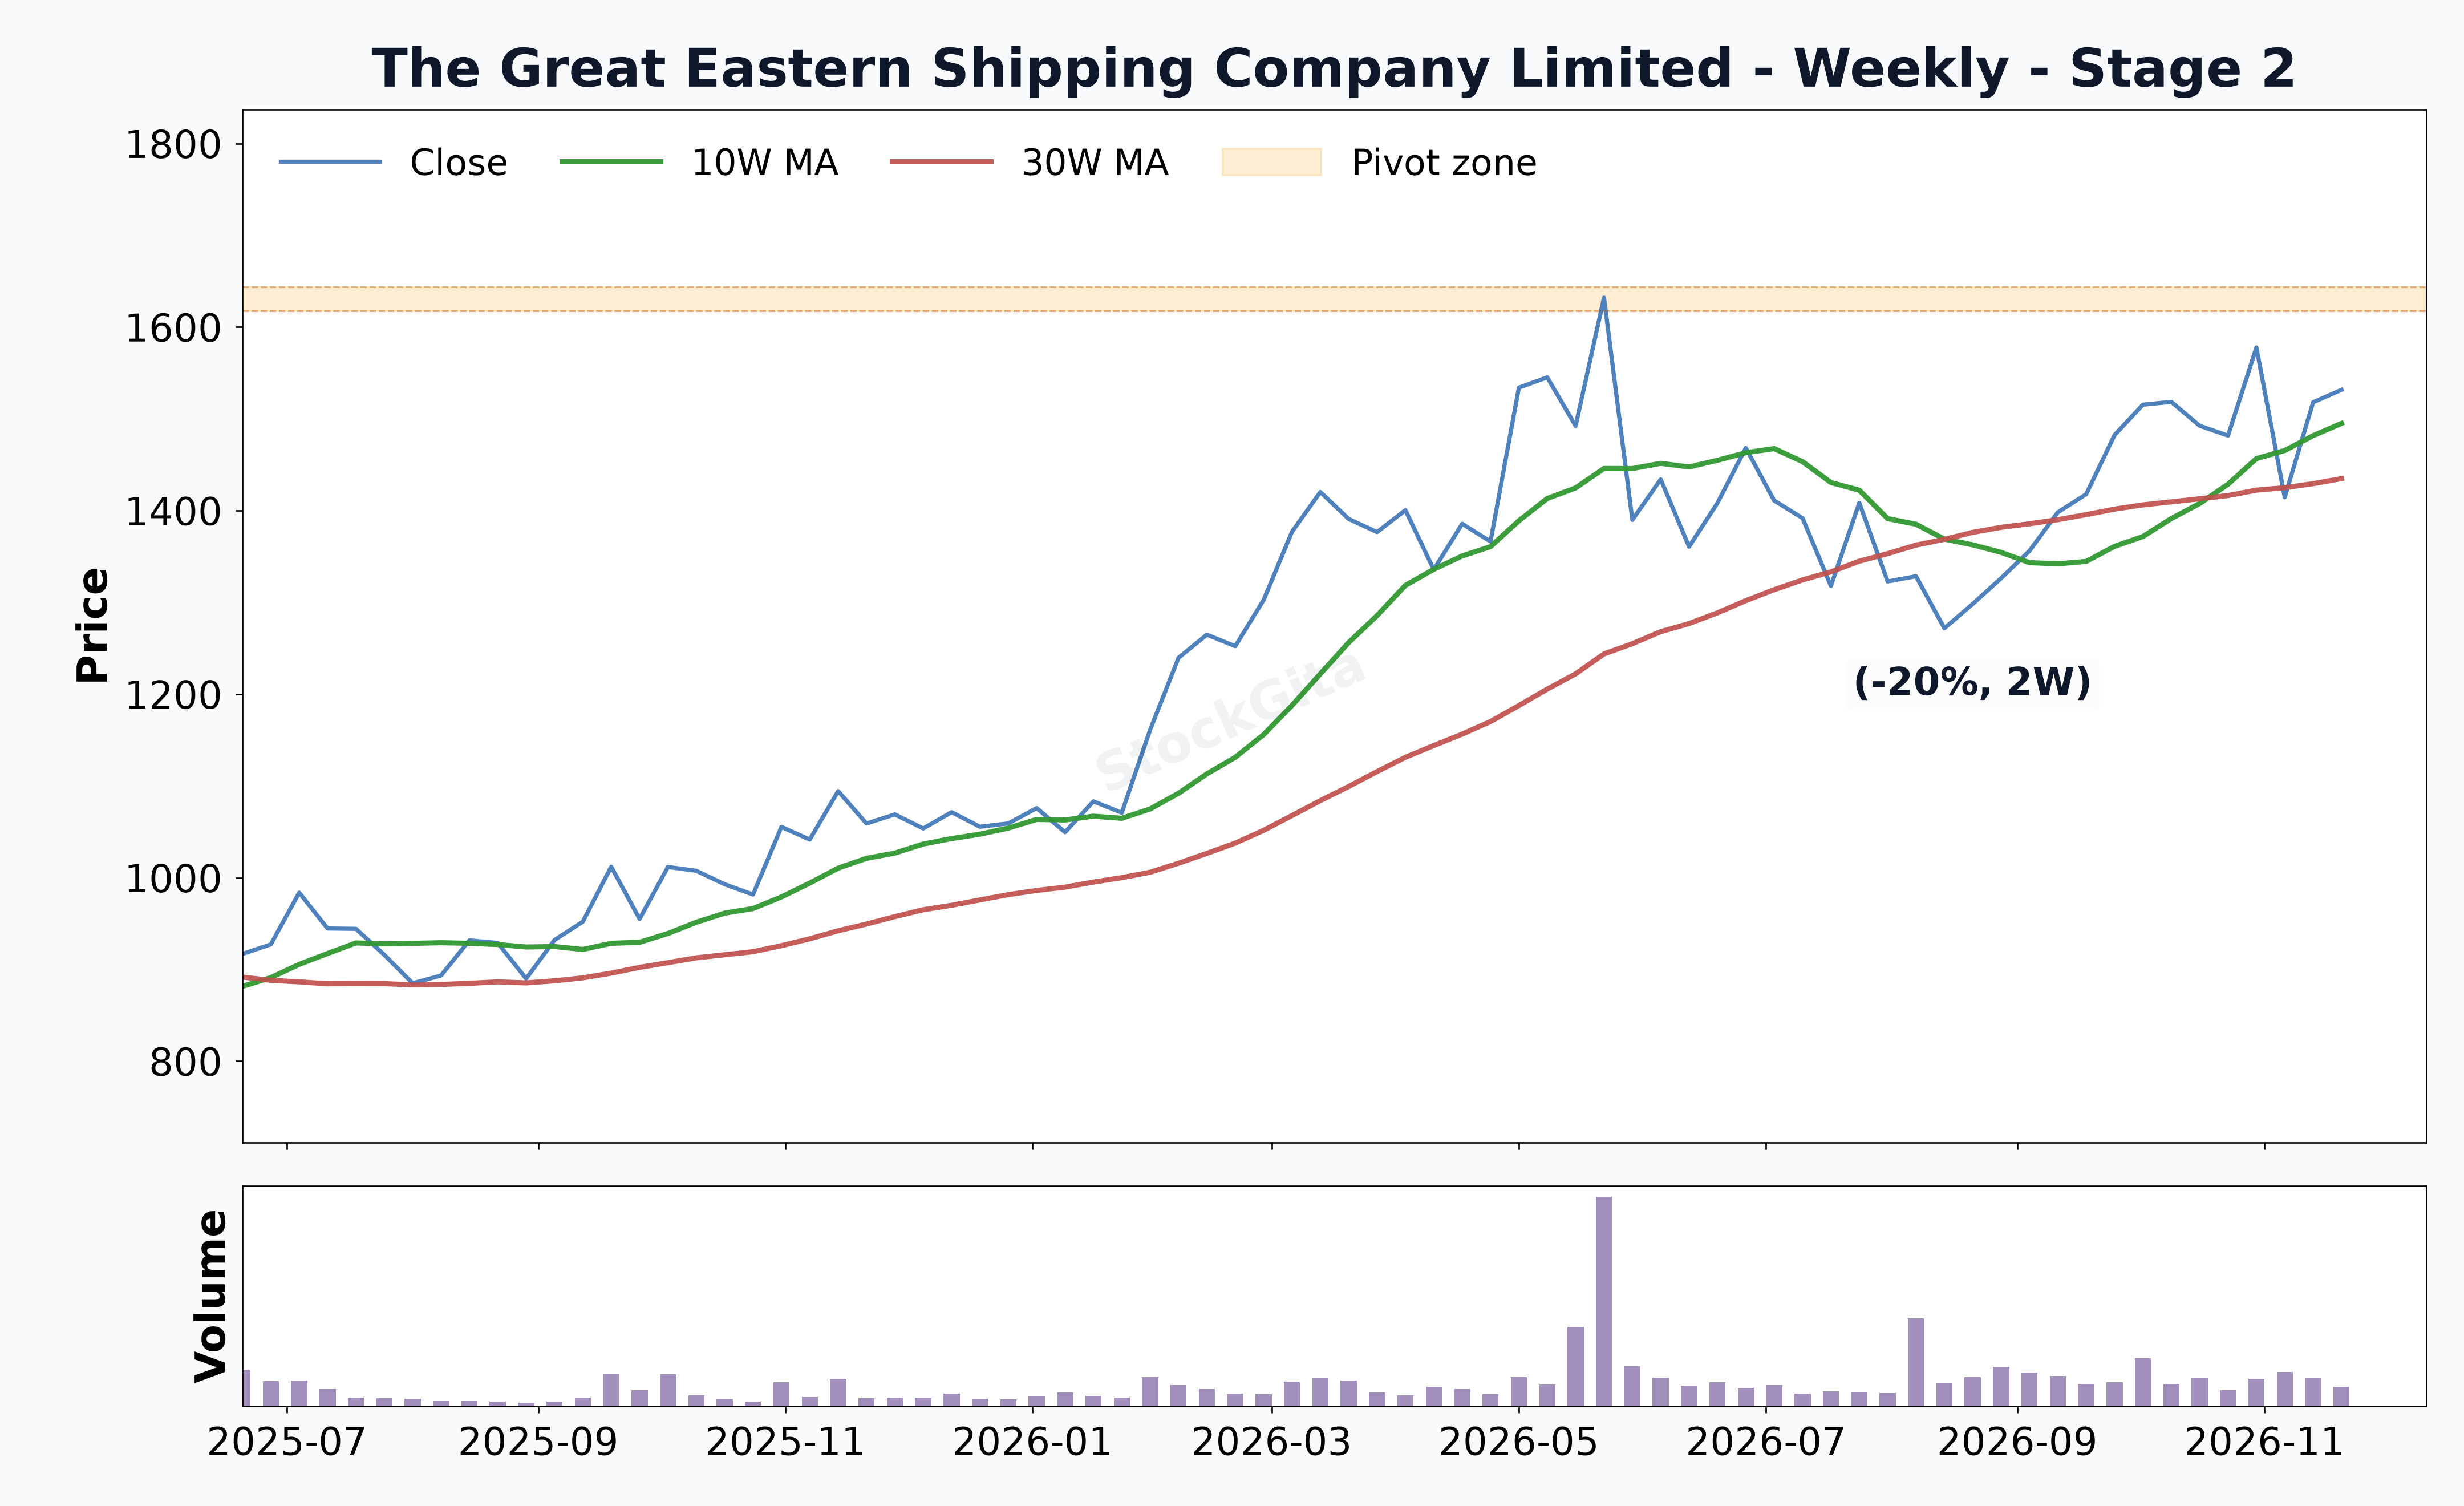 The Great Eastern Shipping Company Limited - Weekly - Stage 2
Close 10W MA 30W MA Pivot zone
1800
1600
1400
1200
1000
800
Price
StockGita
(-20%, 2W)
Volume
2025-07 2025-09 2025-11 2026-01 2026-03 2026-05 2026-07 2026-09 2026-11